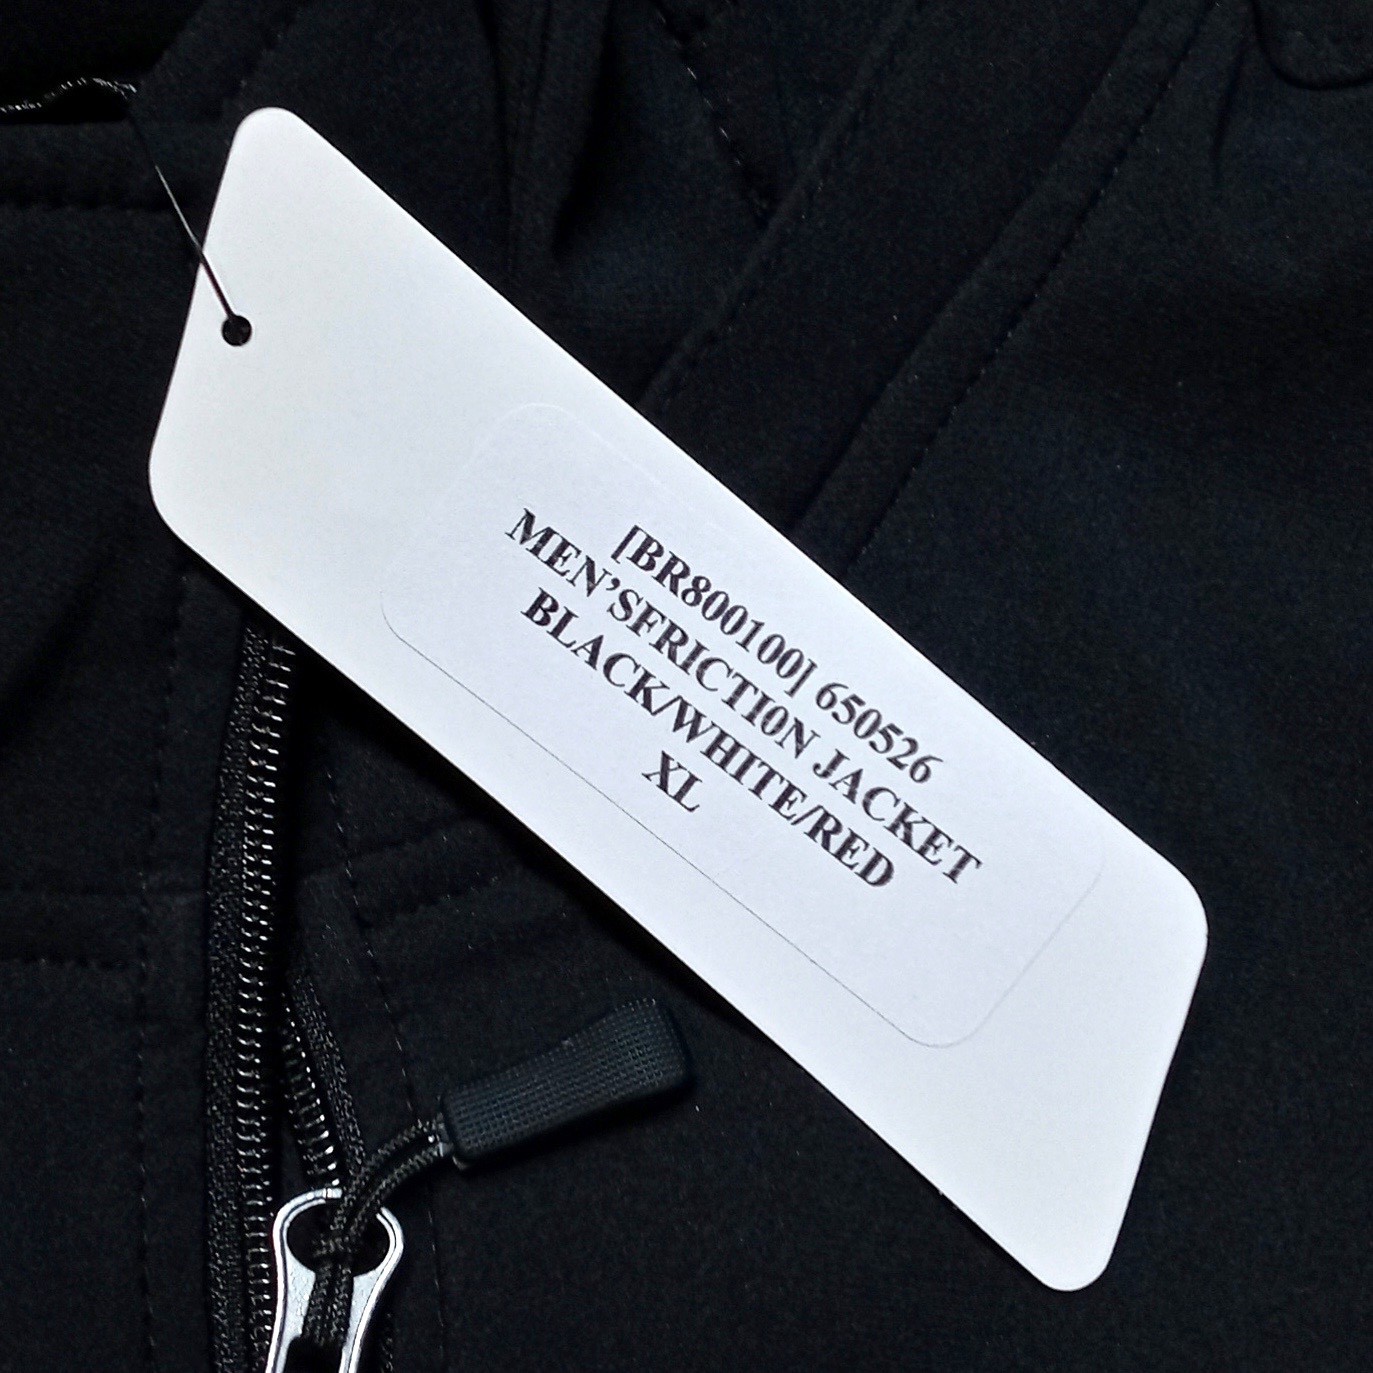 [BR800100] 650526
MEN’SFRICTI0N JACKET
BLACK/WHITE/RED
XL